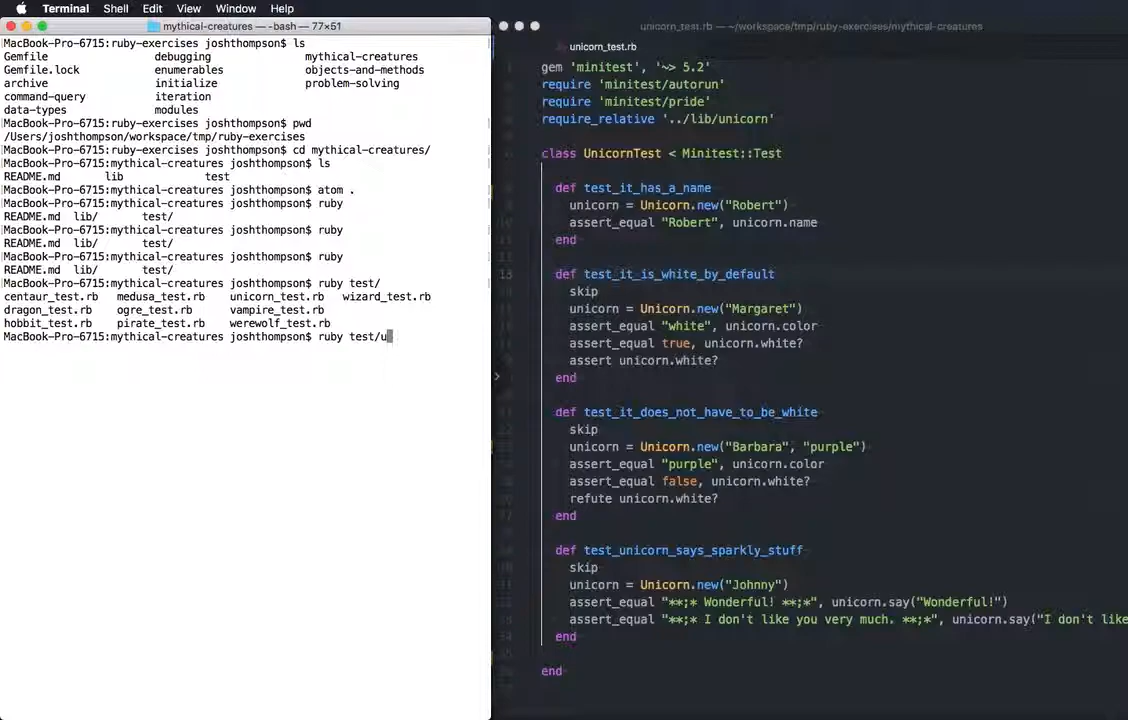 Terminal Shell Edit View Window Help
mythical-creatures — -bash — 77×51
MacBook-Pro-6715:ruby-exercises joshthompson$ ls
Gemfile debugging mythical-creatures
Gemfile.lock enumerables objects-and-methods
archive initialize problem-solving
command-query iteration
data-types modules
MacBook-Pro-6715:ruby-exercises joshthompson$ pwd
/Users/joshthompson/workspace/tmp/ruby-exercises
MacBook-Pro-6715:ruby-exercises joshthompson$ cd mythical-creatures/
MacBook-Pro-6715:mythical-creatures joshthompson$ ls
README.md lib test
MacBook-Pro-6715:mythical-creatures joshthompson$ atom .
MacBook-Pro-6715:mythical-creatures joshthompson$ ruby
README.md lib/ test/
MacBook-Pro-6715:mythical-creatures joshthompson$ ruby
README.md lib/ test/
MacBook-Pro-6715:mythical-creatures joshthompson$ ruby
README.md lib/ test/
MacBook-Pro-6715:mythical-creatures joshthompson$ ruby test/
centaur_test.rb medusa_test.rb unicorn_test.rb wizard_test.rb
dragon_test.rb ogre_test.rb vampire_test.rb
hobbit_test.rb pirate_test.rb werewolf_test.rb
MacBook-Pro-6715:mythical-creatures joshthompson$ ruby test/u
unicorn_test.rb — ~/workspace/tmp/ruby-exercises/mythical-creatures
unicorn_test.rb
gem 'minitest', '~> 5.2'
require 'minitest/autorun'
require 'minitest/pride'
require_relative '../lib/unicorn'
class UnicornTest < Minitest::Test
def test_it_has_a_name
unicorn = Unicorn.new("Robert")
assert_equal "Robert", unicorn.name
end
def test_it_is_white_by_default
skip
unicorn = Unicorn.new("Margaret")
assert_equal "white", unicorn.color
assert_equal true, unicorn.white?
assert unicorn.white?
end
def test_it_does_not_have_to_be_white
skip
unicorn = Unicorn.new("Barbara", "purple")
assert_equal "purple", unicorn.color
assert_equal false, unicorn.white?
refute unicorn.white?
end
def test_unicorn_says_sparkly_stuff
skip
unicorn = Unicorn.new("Johnny")
assert_equal "**;* Wonderful! **;*", unicorn.say("Wonderful!")
assert_equal "**;* I don't like you very much. **;*", unicorn.say("I don't like
end
end